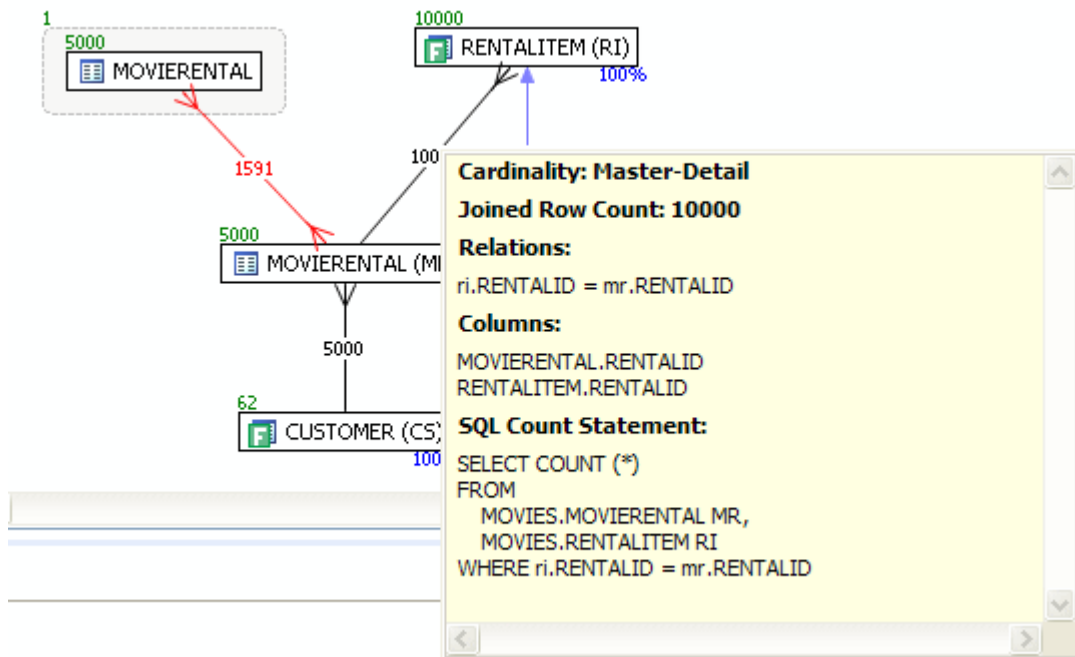 1
5000
MOVIERENTAL
10000
RENTALITEM (RI)
100%
1591
100
5000
MOVIERENTAL (M
5000
62
CUSTOMER (CS)
100
Cardinality: Master-Detail
Joined Row Count: 10000
Relations:
ri.RENTALID = mr.RENTALID
Columns:
MOVIERENTAL.RENTALID
RENTALITEM.RENTALID
SQL Count Statement:
SELECT COUNT (*)
FROM
MOVIES.MOVIERENTAL MR,
MOVIES.RENTALITEM RI
WHERE ri.RENTALID = mr.RENTALID